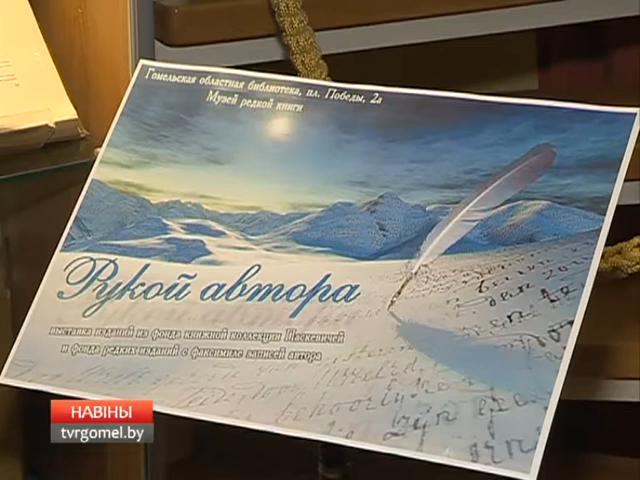 Гомельская областная библиотека, пл. Победы, 2а
Музей редкой книги
Рукой автора
выставка изданий из фонда книжной коллекции Паскевичей
и фонда редких изданий с факсимиле записей автора
НАВІНЫ
tvrgomel.by